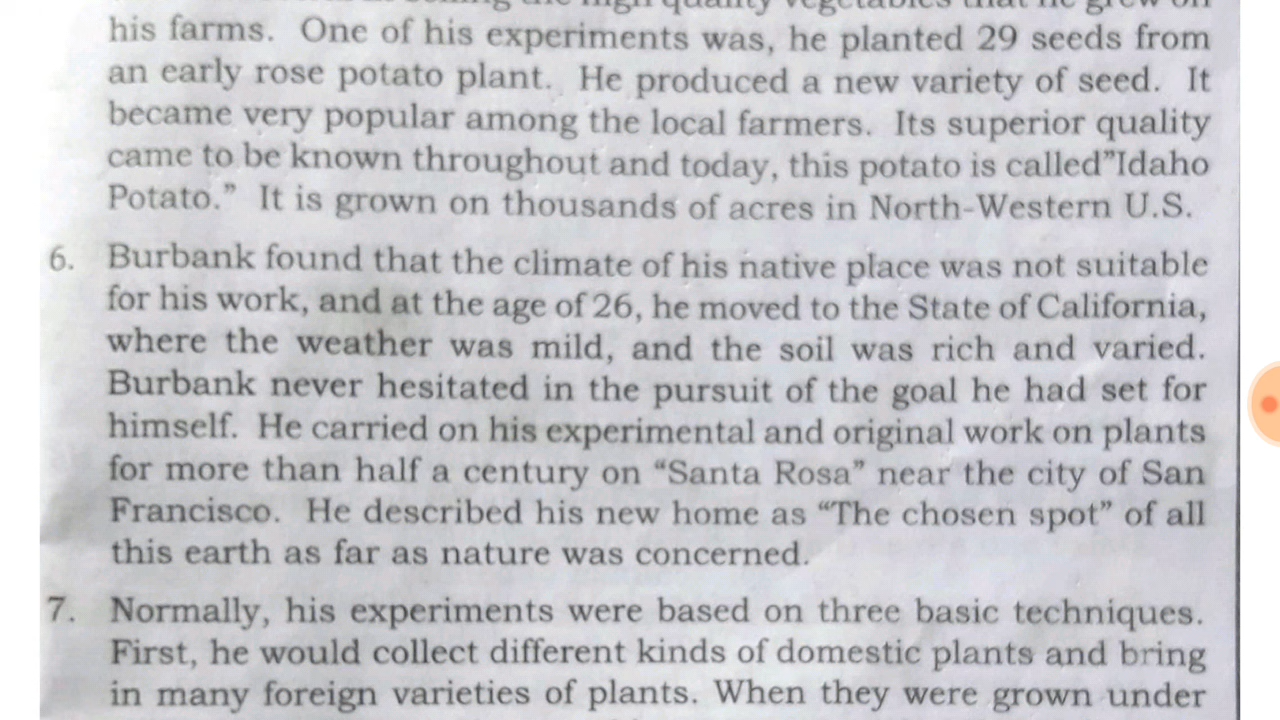 the high quality vegetables that he grew on
his farms. One of his experiments was, he planted 29 seeds from
an early rose potato plant. He produced a new variety of seed. It
became very popular among the local farmers. Its superior quality
came to be known throughout and today, this potato is called”Idaho
Potato.” It is grown on thousands of acres in North-Western U.S.
6. Burbank found that the climate of his native place was not suitable
for his work, and at the age of 26, he moved to the State of California,
where the weather was mild, and the soil was rich and varied.
Burbank never hesitated in the pursuit of the goal he had set for
himself. He carried on his experimental and original work on plants
for more than half a century on “Santa Rosa” near the city of San
Francisco. He described his new home as “The chosen spot” of all
this earth as far as nature was concerned.
7. Normally, his experiments were based on three basic techniques.
First, he would collect different kinds of domestic plants and bring
in many foreign varieties of plants. When they were grown under